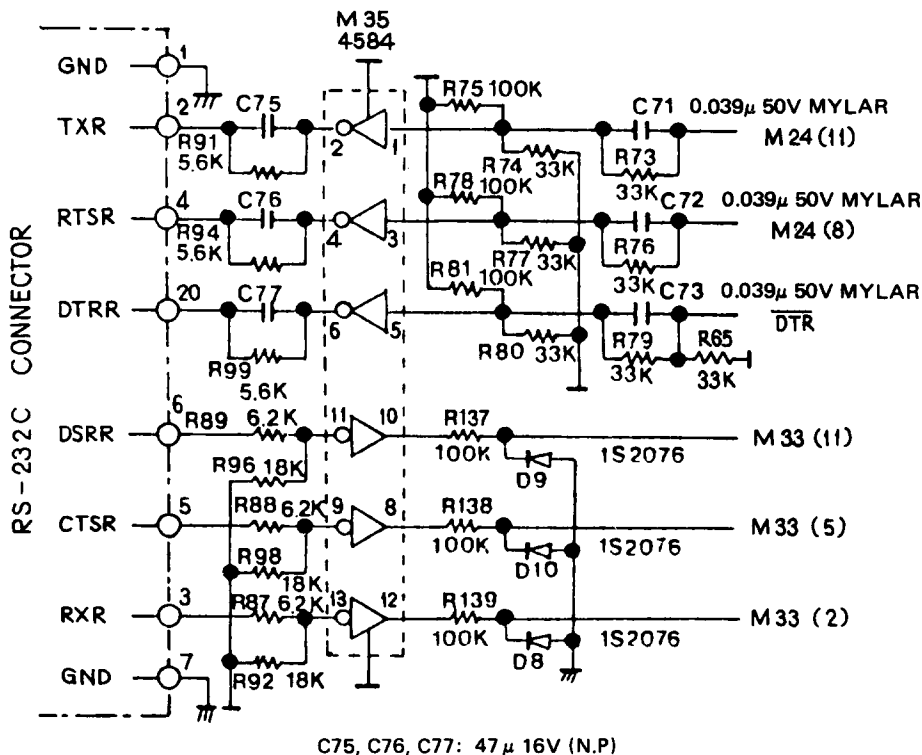 M 35
4584
GND 1
TXR 2 C75 2 1 R75 100K C71 0.039μ 50V MYLAR
M24 (11)
R91 5.6K R74 33K R73 33K
R78 100K
RTSR 4 C76 4 3 C72 0.039μ 50V MYLAR
M24 (8)
R94 5.6K R77 33K R76 33K
R81 100K
DTRR 20 C77 6 5 C73 0.039μ 50V MYLAR
DTR
R99 5.6K R80 33K R79 33K R65 33K
RS-232C CONNECTOR
DSRR 6 R89 6.2K 11 10 R137 100K M33 (11)
D9 1S2076
R96 18K
CTSR 5 R88 6.2K 9 8 R138 100K M33 (5)
D10 1S2076
R98 18K
RXR 3 R87 6.2K 13 12 R139 100K M33 (2)
D8 1S2076
GND 7 R92 18K
C75, C76, C77: 47μ 16V (N.P)